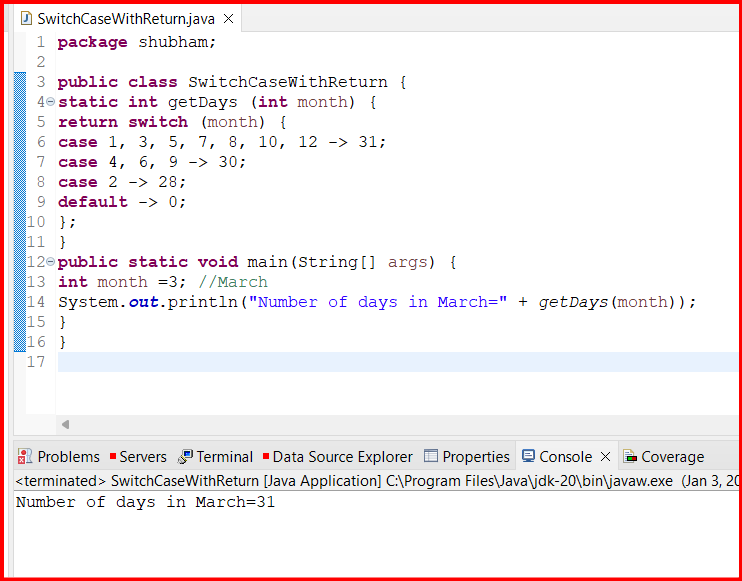 SwitchCaseWithReturn.java
1 package shubham;
2
3 public class SwitchCaseWithReturn {
4 static int getDays (int month) {
5 return switch (month) {
6 case 1, 3, 5, 7, 8, 10, 12 -> 31;
7 case 4, 6, 9 -> 30;
8 case 2 -> 28;
9 default -> 0;
10 };
11 }
12 public static void main(String[] args) {
13 int month =3; //March
14 System.out.println("Number of days in March=" + getDays(month));
15 }
16 }
17
Problems Servers Terminal Data Source Explorer Properties Console Coverage
<terminated> SwitchCaseWithReturn [Java Application] C:\Program Files\Java\jdk-20\bin\javaw.exe (Jan 3, 20
Number of days in March=31